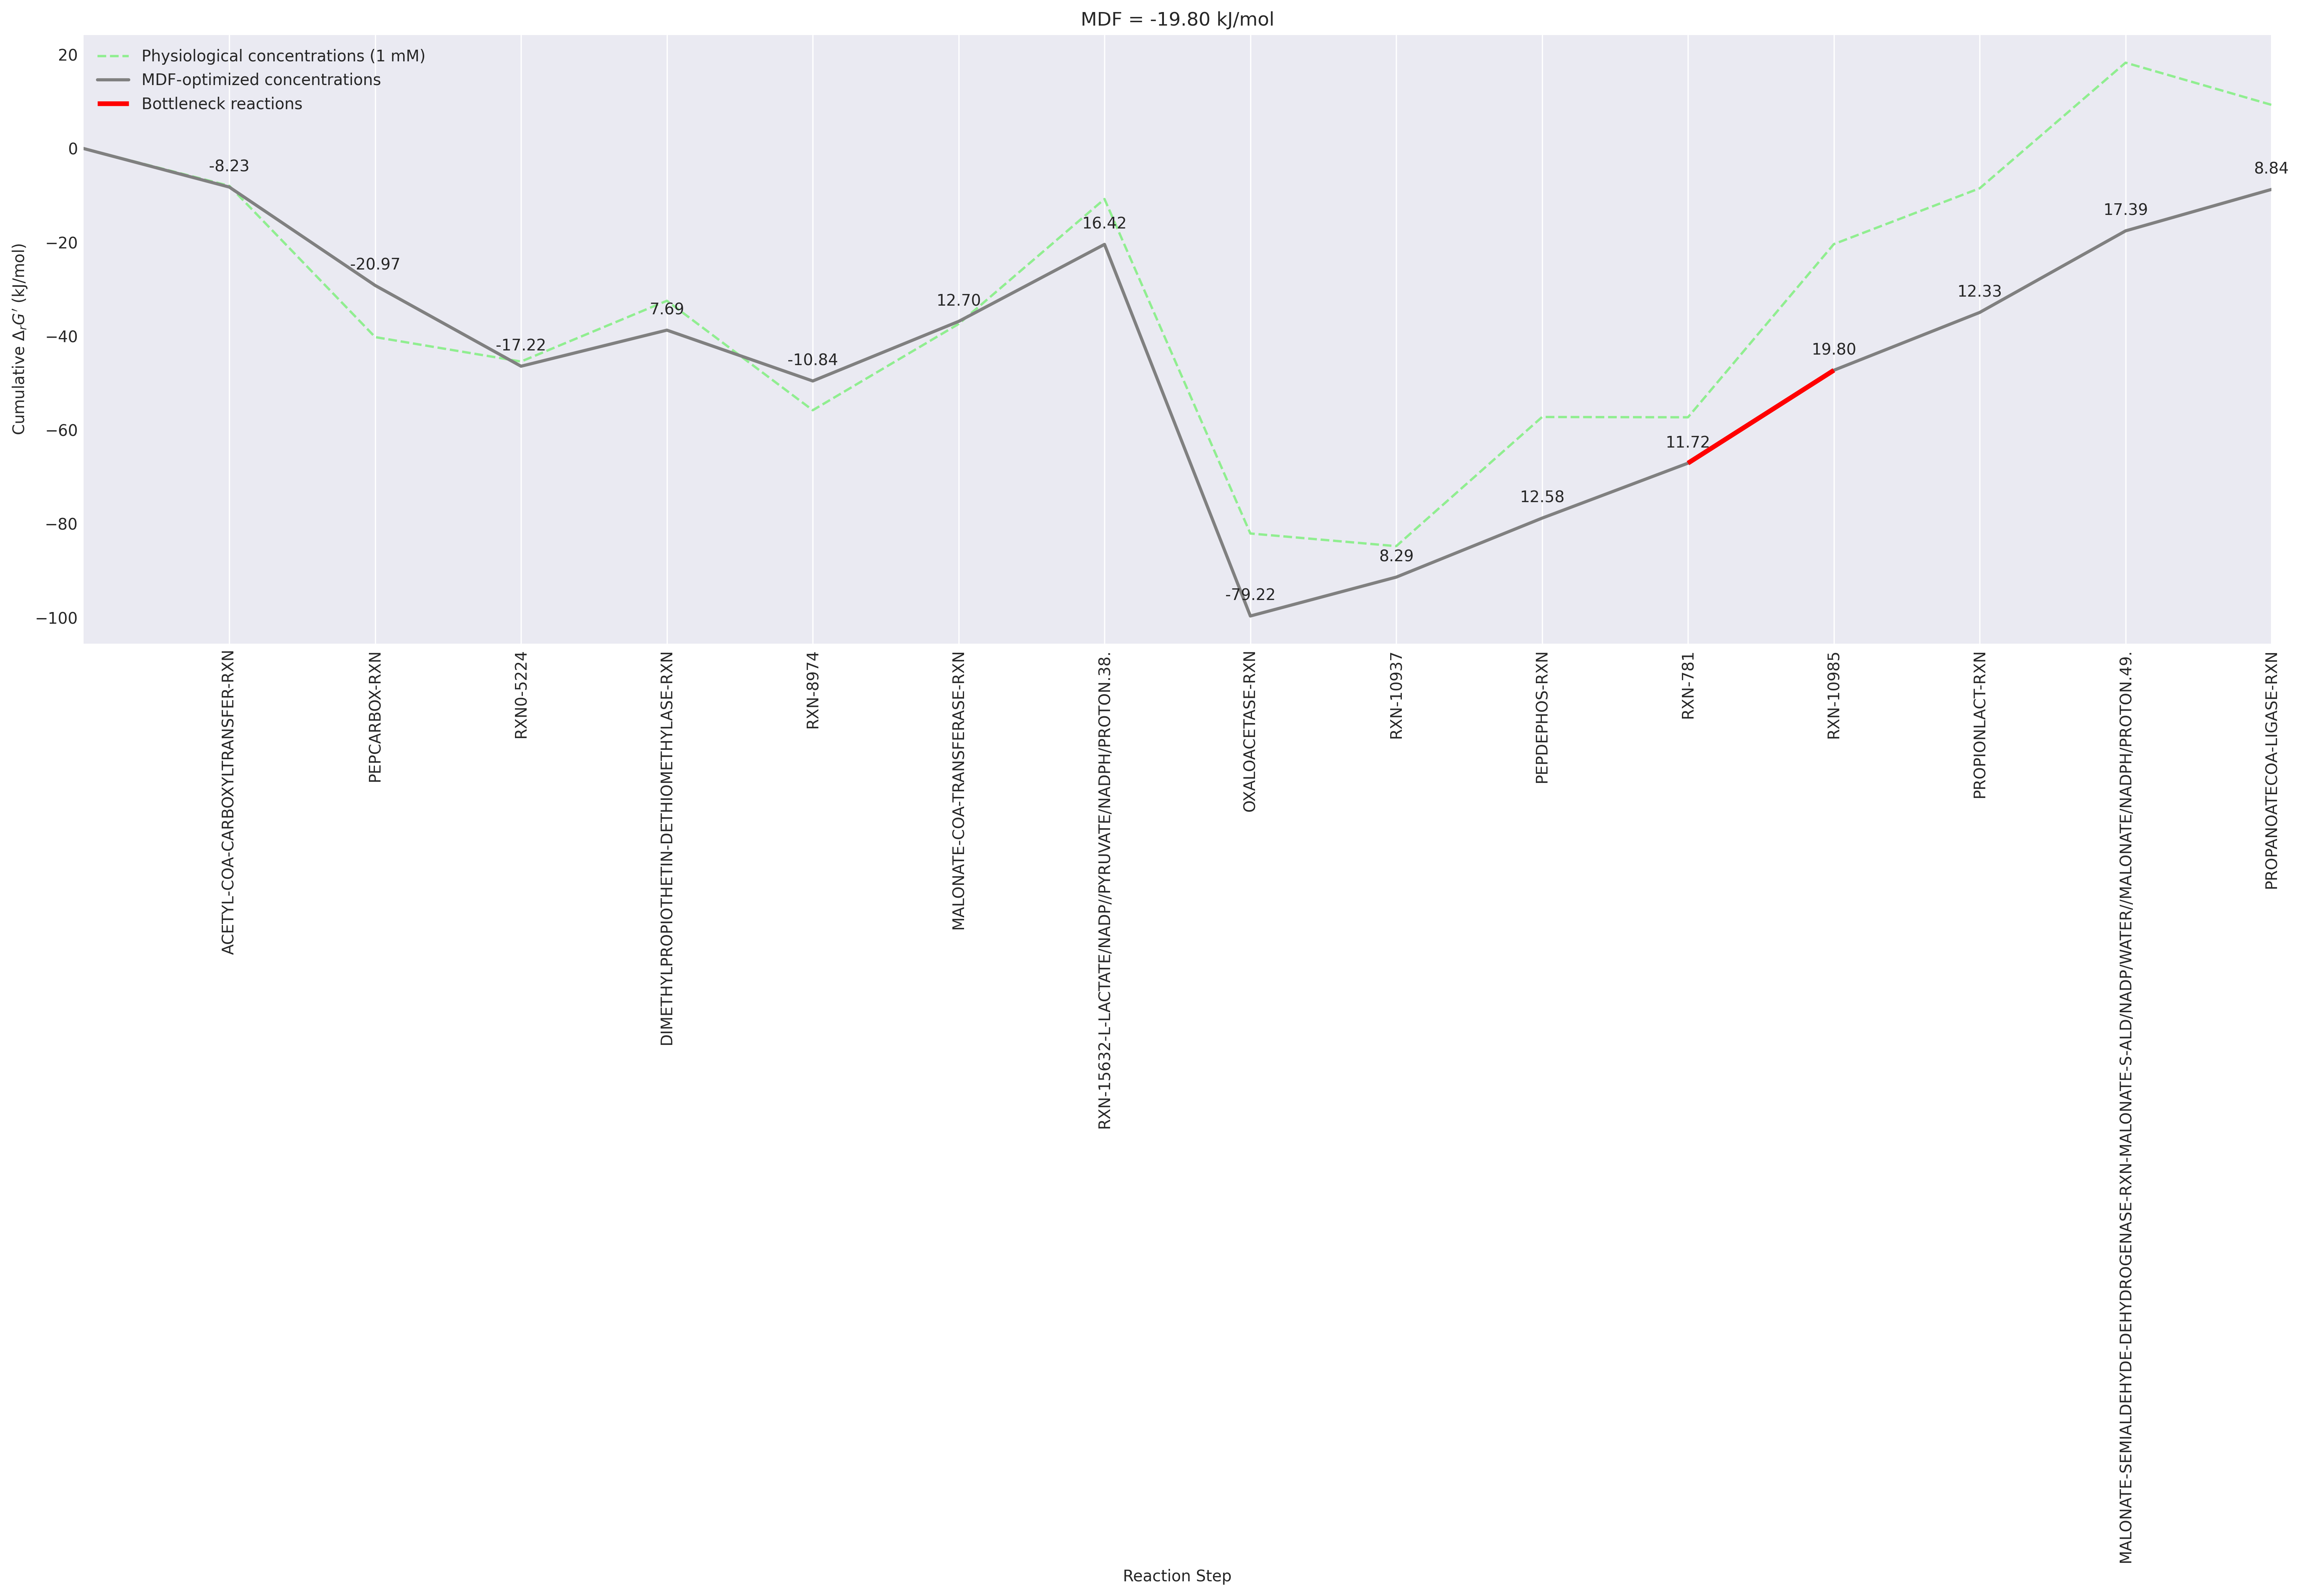 MDF = -19.80 kJ/mol
Physiological concentrations (1 mM)
MDF-optimized concentrations
Bottleneck reactions
Cumulative ΔrG′ (kJ/mol)
20
0
−20
−40
−60
−80
−100
-8.23
-20.97
-17.22
7.69
-10.84
12.70
16.42
-79.22
8.29
12.58
11.72
19.80
12.33
17.39
8.84
ACETYL-COA-CARBOXYLTRANSFER-RXN
PEPCARBOX-RXN
RXN0-5224
DIMETHYLPROPIOTHETIN-DETHIOMETHYLASE-RXN
RXN-8974
MALONATE-COA-TRANSFERASE-RXN
RXN-15632-L-LACTATE/NADP//PYRUVATE/NADPH/PROTON.38.
OXALOACETASE-RXN
RXN-10937
PEPDEPHOS-RXN
RXN-781
RXN-10985
PROPIONLACT-RXN
MALONATE-SEMIALDEHYDE-DEHYDROGENASE-RXN-MALONATE-S-ALD/NADP/WATER//MALONATE/NADPH/PROTON.49.
PROPANOATECOA-LIGASE-RXN
Reaction Step